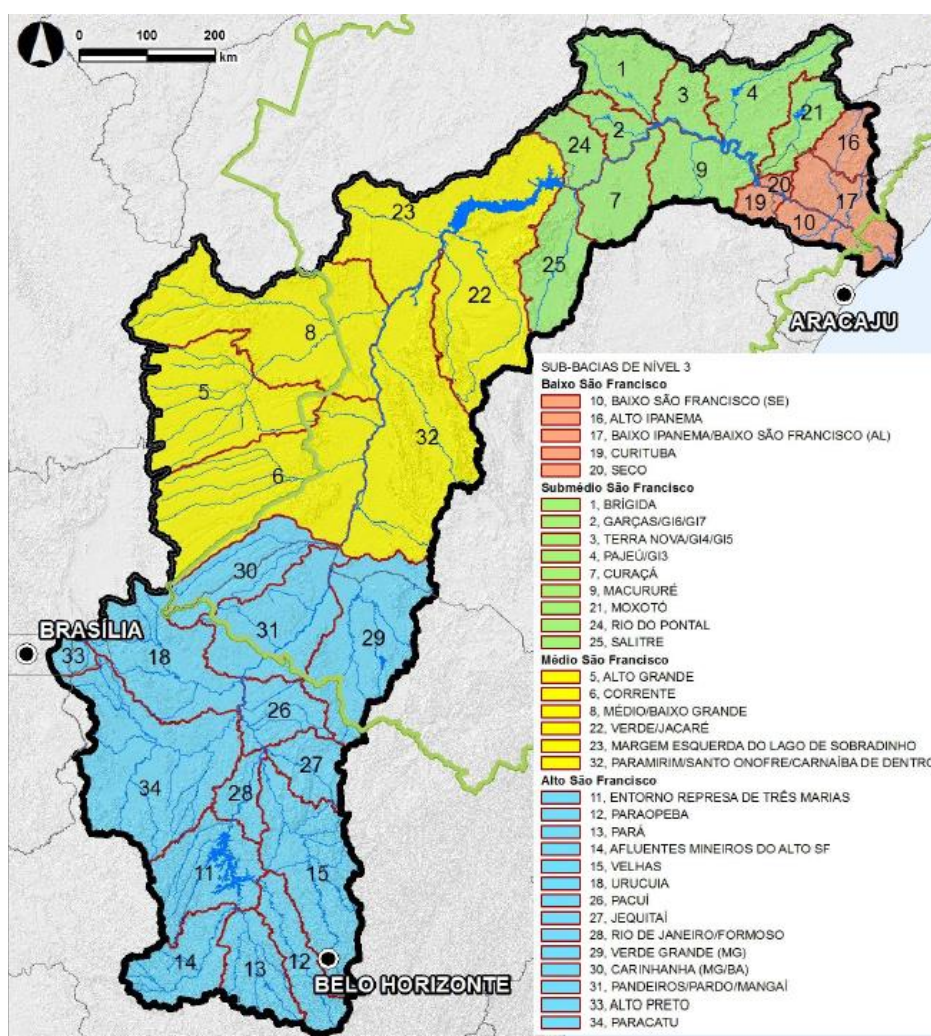 0 100 200
km
1
3
4
21
2
24
16
23
7
9
20
19
17
10
25
22
8
ARACAJU
5
32
6
30
BRASÍLIA
33
18
31
29
26
27
34
28
11
15
14
13
12
BELO HORIZONTE
SUB-BACIAS DE NÍVEL 3
Baixo São Francisco
10, BAIXO SÃO FRANCISCO (SE)
16, ALTO IPANEMA
17, BAIXO IPANEMA/BAIXO SÃO FRANCISCO (AL)
19, CURITUBA
20, SECO
Submédio São Francisco
1, BRÍGIDA
2, GARÇAS/GI6/GI7
3, TERRA NOVA/GI4/GI5
4, PAJEÚ/GI3
7, CURAÇÁ
9, MACURURÉ
21, MOXOTÓ
24, RIO DO PONTAL
25, SALITRE
Médio São Francisco
5, ALTO GRANDE
6, CORRENTE
8, MÉDIO/BAIXO GRANDE
22, VERDE/JACARÉ
23, MARGEM ESQUERDA DO LAGO DE SOBRADINHO
32, PARAMIRIM/SANTO ONOFRE/CARNAÍBA DE DENTRO
Alto São Francisco
11, ENTORNO REPRESA DE TRÊS MARIAS
12, PARAOPEBA
13, PARÁ
14, AFLUENTES MINEIROS DO ALTO SF
15, VELHAS
18, URUCUIA
26, PACUÍ
27, JEQUITAÍ
28, RIO DE JANEIRO/FORMOSO
29, VERDE GRANDE (MG)
30, CARINHANHA (MG/BA)
31, PANDEIROS/PARDO/MANGAÍ
33, ALTO PRETO
34, PARACATU